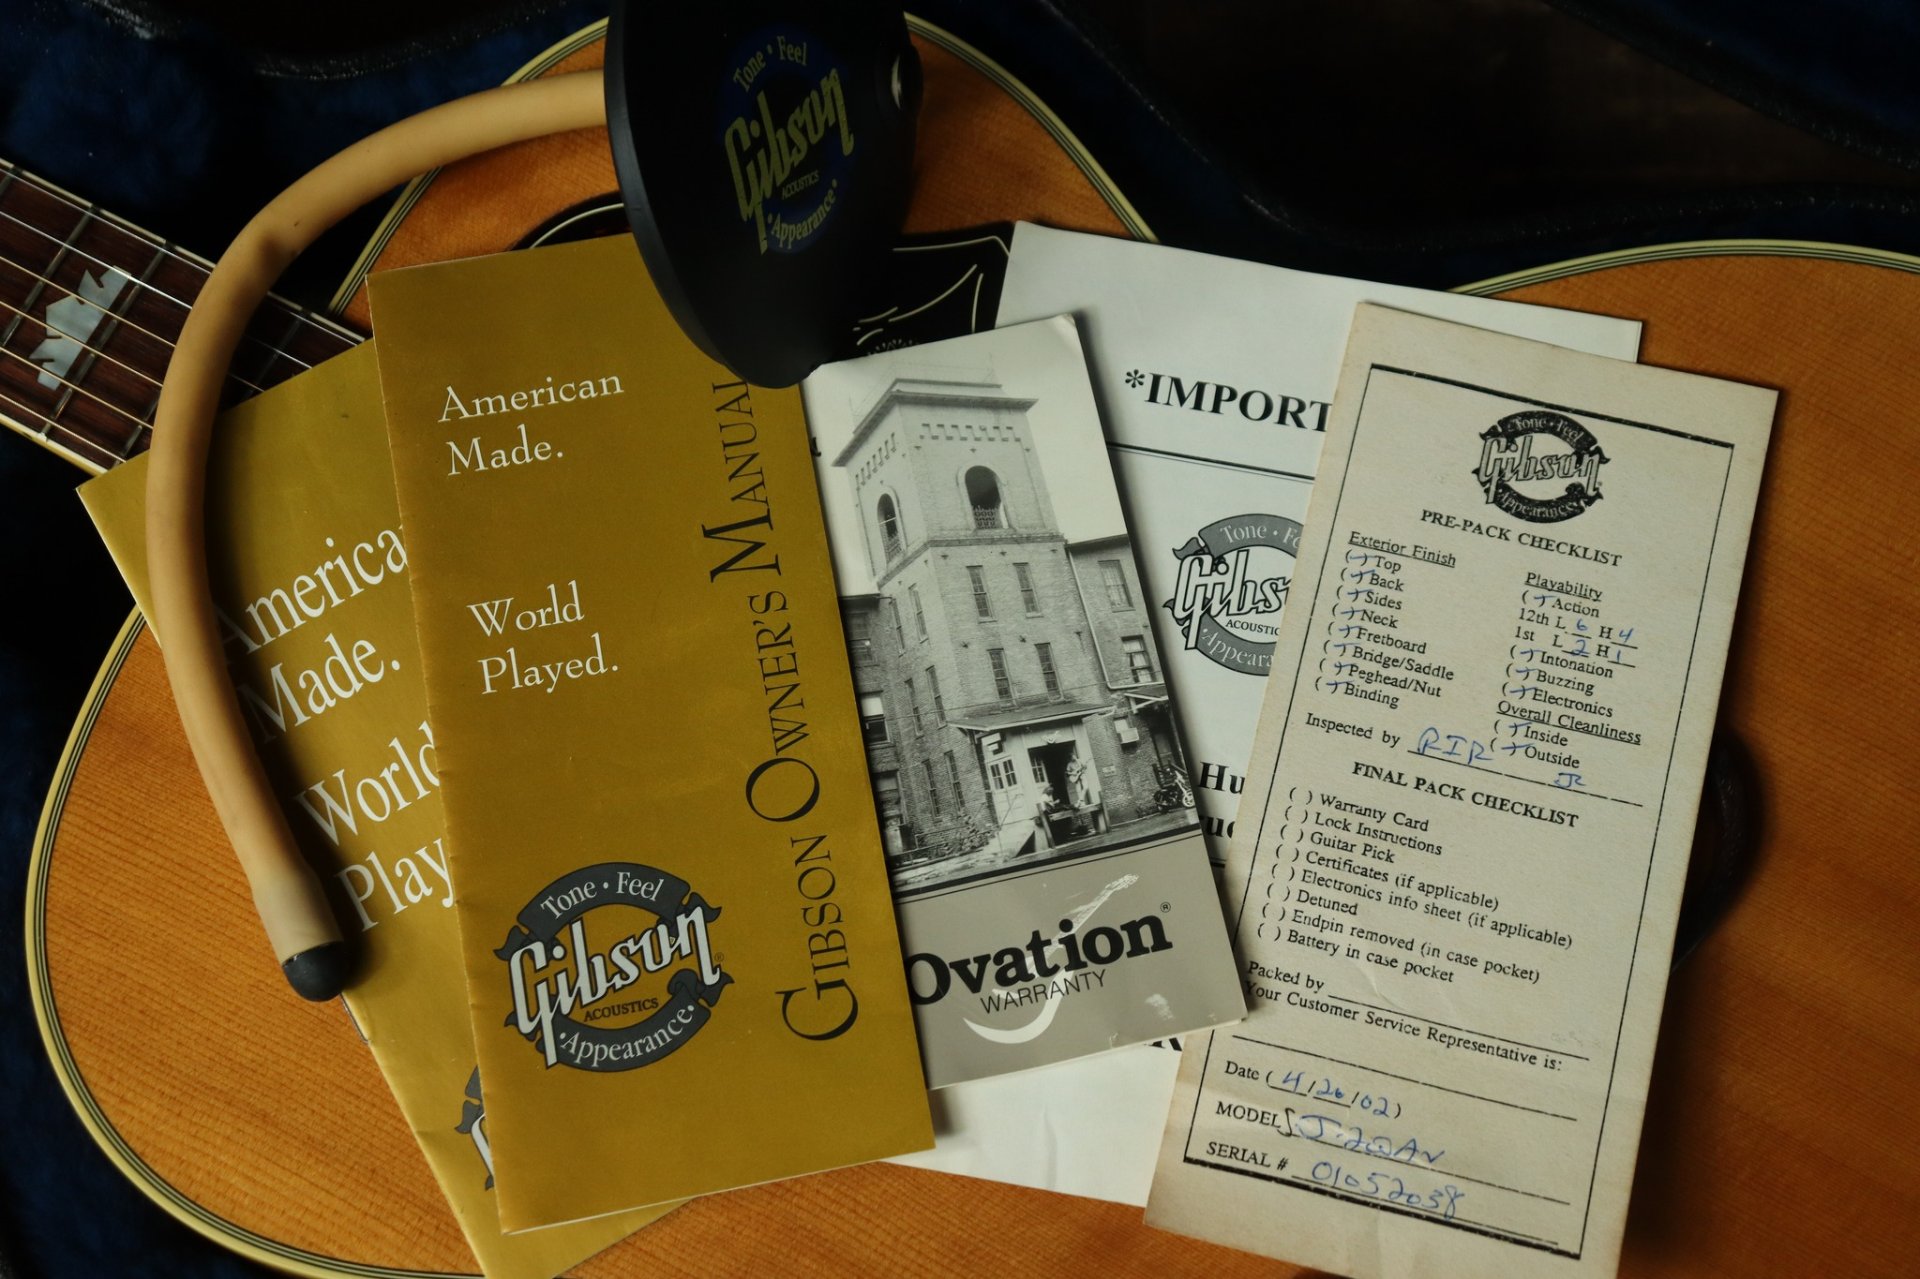 Tone • Feel
Gibson
ACOUSTICS
• Appearance •
American
Made.
World
Play
American
Made.
World
Played.
GIBSON OWNER'S MANUAL
Tone • Feel
Gibson
ACOUSTICS
• Appearance •
Ovation®
WARRANTY
*IMPORT
Tone • Fe
Gibs
ACOUSTIC
• Appeara
Hu
Tone • Feel
Gibson
• Appearance •
PRE-PACK CHECKLIST
Exterior Finish
Top
Back
Sides
Neck
Fretboard
Bridge/Saddle
Peghead/Nut
Binding
Playability
Action
12th L 6 H 4
1st L 2 H 1
Intonation
Buzzing
Electronics
Overall Cleanliness
Inside
Outside
Inspected by
FINAL PACK CHECKLIST
( ) Warranty Card
( ) Lock Instructions
( ) Guitar Pick
( ) Certificates (if applicable)
( ) Electronics info sheet (if applicable)
( ) Detuned
( ) Endpin removed (in case pocket)
( ) Battery in case pocket
Packed by
Your Customer Service Representative is:
Date ( 4 / 26 / 02 )
MODEL
SERIAL # 01052038